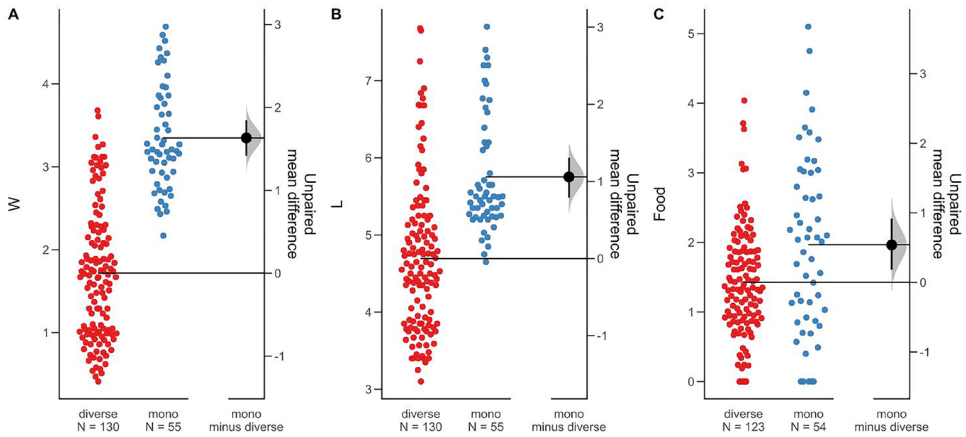 A
W
4
3
2
1
3
2
1
0
-1
Unpaired
mean difference
diverse
N = 130
mono
N = 55
mono
minus diverse
B
L
7
6
5
4
3
3
2
1
0
-1
Unpaired
mean difference
diverse
N = 130
mono
N = 55
mono
minus diverse
C
Food
5
4
3
2
1
0
3
2
1
0
-1
Unpaired
mean difference
diverse
N = 123
mono
N = 54
mono
minus diverse